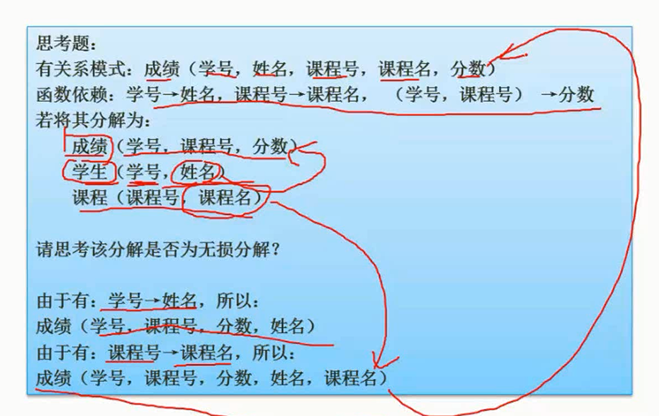 思考题：
有关系模式：成绩（学号，姓名，课程号，课程名，分数）
函数依赖：学号→姓名，课程号→课程名，（学号，课程号）→分数
若将其分解为：
成绩（学号，课程号，分数）
学生（学号，姓名）
课程（课程号，课程名）
请思考该分解是否为无损分解？
由于有：学号→姓名，所以：
成绩（学号，课程号，分数，姓名）
由于有：课程号→课程名，所以：
成绩（学号，课程号，分数，姓名，课程名）